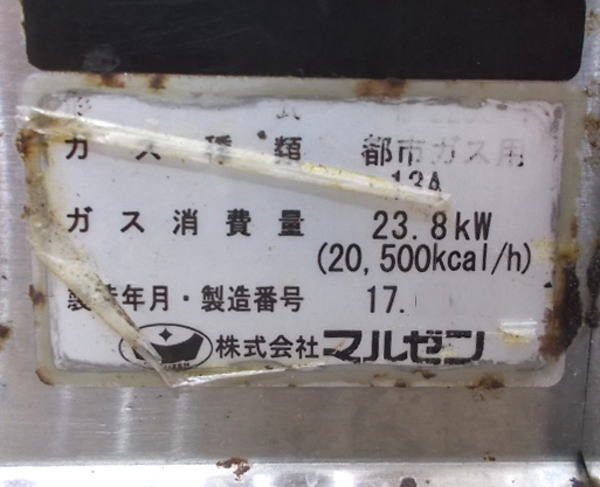 ガス種類 都市ガス用
13A
ガス消費量 23.8kW
(20,500kcal/h)
製造年月・製造番号 17.
株式会社マルゼン